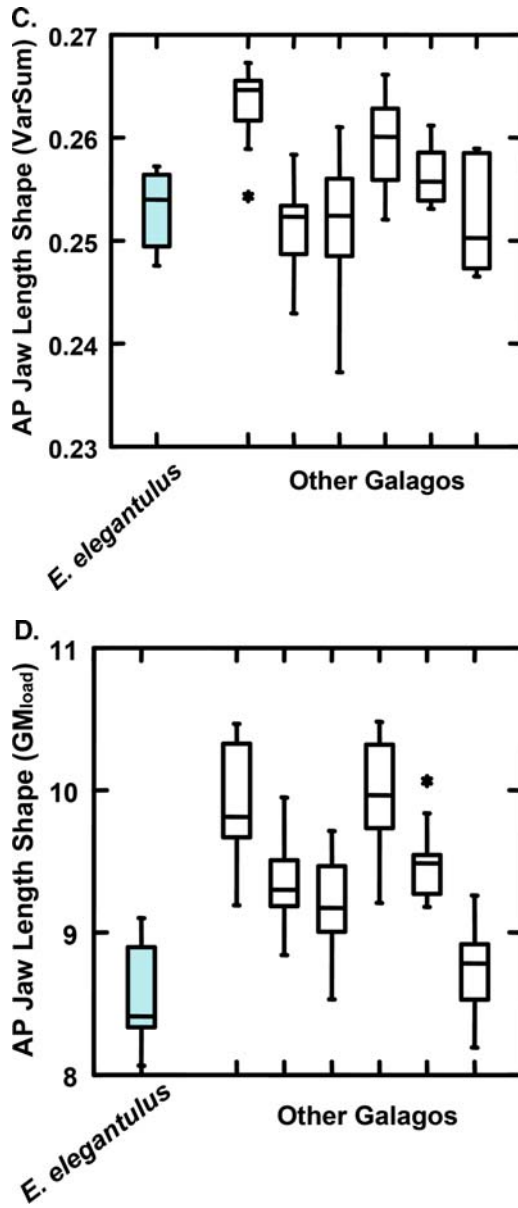 C.
AP Jaw Length Shape (VarSum)
0.27
0.26
0.25
0.24
0.23
E. elegantulus
Other Galagos
D.
AP Jaw Length Shape (GMload)
11
10
9
8
E. elegantulus
Other Galagos